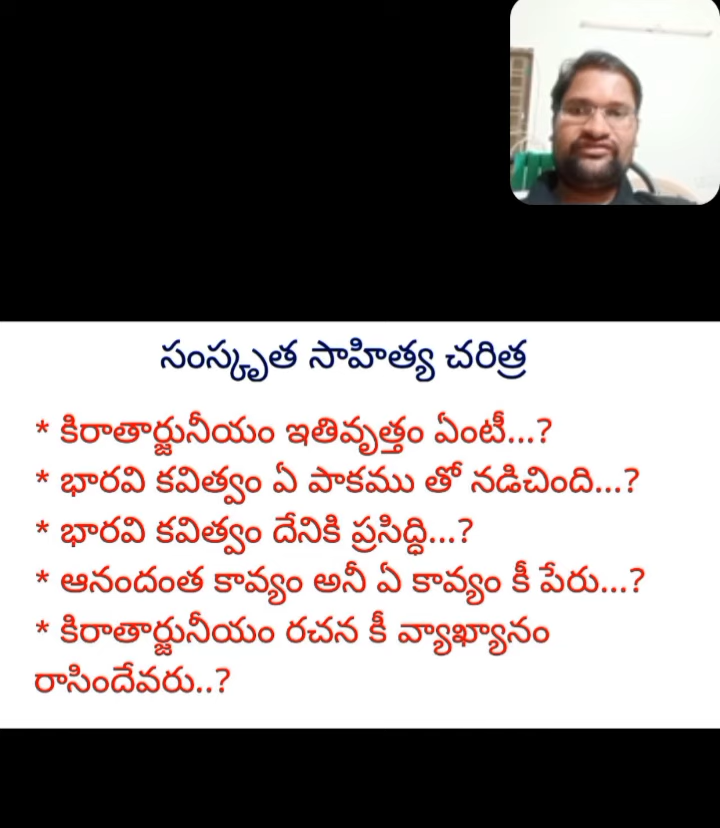 సంస్కృత సాహిత్య చరిత్ర
* కిరాతార్జునీయం ఇతివృత్తం ఏంటీ...?
* భారవి కవిత్వం ఏ పాకము తో నడిచింది...?
* భారవి కవిత్వం దేనికి ప్రసిద్ధి...?
* ఆనందంత కావ్యం అనీ ఏ కావ్యం కీ పేరు...?
* కిరాతార్జునీయం రచన కీ వ్యాఖ్యానం
రాసిందేవరు..?